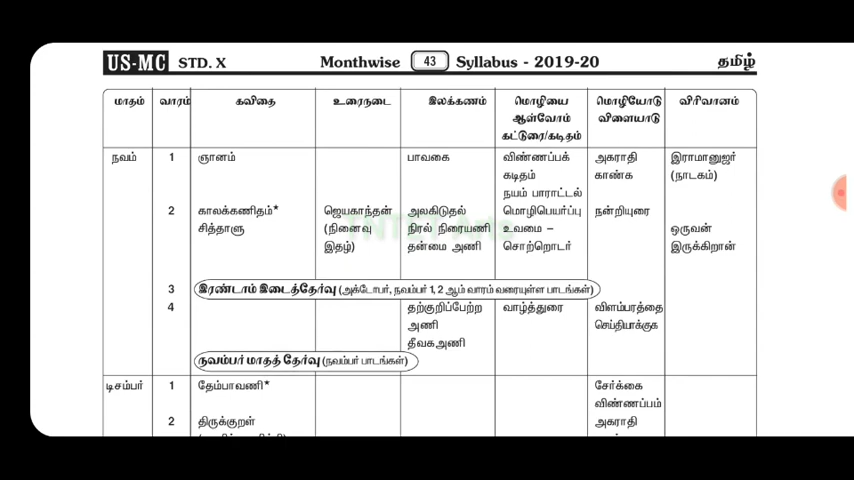 US-MC STD. X Monthwise 43 Syllabus - 2019-20 தமிழ்
மாதம் வாரம் கவிதை உரைநடை இலக்கணம் மொழியை மொழியோடு விரிவானம்
ஆள்வோம் விளையாடு
கட்டுரை/கடிதம்
நவம் 1 ஞானம் பாவகை விண்ணப்பக் அகராதி இராமானுஜர்
கடிதம் காண்க (நாடகம்)
நயம் பாராட்டல்
2 காலக்கணிதம்* ஜெயகாந்தன் அலகிடுதல் மொழிபெயர்ப்பு நன்றியுரை
சித்தாளு (நினைவு நிரல் நிரையணி உவமை – ஒருவன்
இதழ்) தன்மை அணி சொற்றொடர் இருக்கிறான்
3 இரண்டாம் இடைத்தேர்வு (அக்டோபர், நவம்பர் 1, 2 ஆம் வாரம் வரையுள்ள பாடங்கள்)
4 தற்குறிப்பேற்ற வாழ்த்துரை விளம்பரத்தை
அணி செய்தியாக்குக
தீவகஅணி
நவம்பர் மாதத் தேர்வு (நவம்பர் பாடங்கள்)
டிசம்பர் 1 தேம்பாவணி* சேர்க்கை
விண்ணப்பம்
2 திருக்குறள் அகராதி